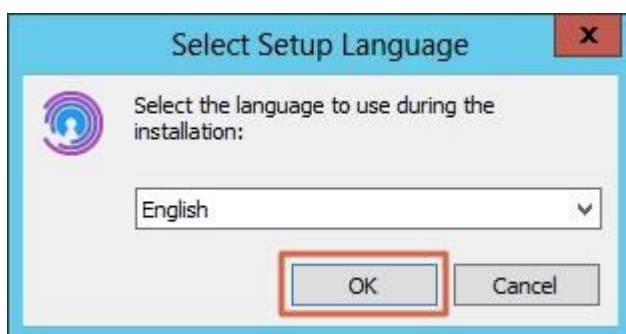 Select Setup Language
x
Select the language to use during the
installation:
English
OK
Cancel